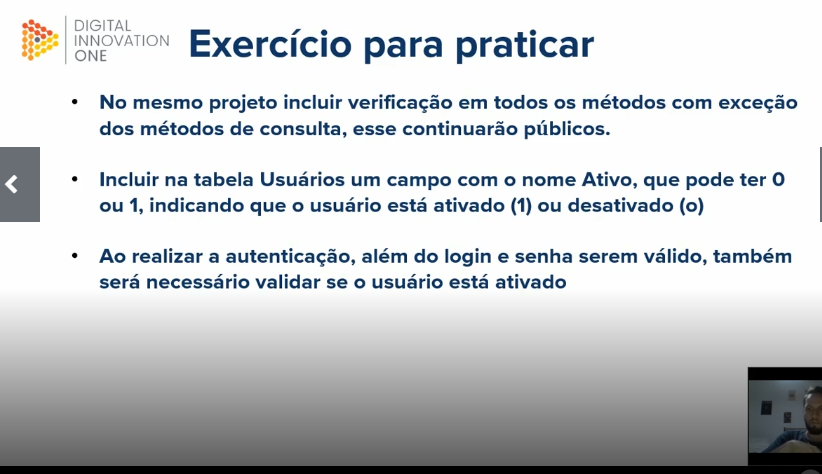 DIGITAL
INNOVATION
ONE
Exercício para praticar
• No mesmo projeto incluir verificação em todos os métodos com exceção
dos métodos de consulta, esse continuarão públicos.
• Incluir na tabela Usuários um campo com o nome Ativo, que pode ter 0
ou 1, indicando que o usuário está ativado (1) ou desativado (o)
• Ao realizar a autenticação, além do login e senha serem válido, também
será necessário validar se o usuário está ativado